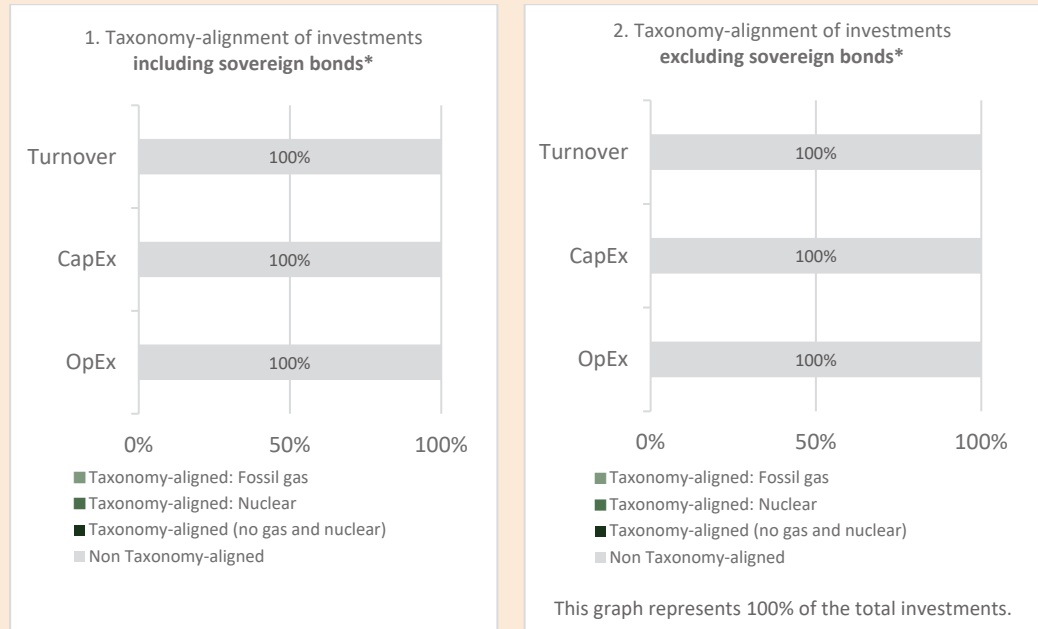 1. Taxonomy-alignment of investments
including sovereign bonds*
Turnover
100%
CapEx
100%
OpEx
100%
0%
50%
100%
Taxonomy-aligned: Fossil gas
Taxonomy-aligned: Nuclear
Taxonomy-aligned (no gas and nuclear)
Non Taxonomy-aligned
2. Taxonomy-alignment of investments
excluding sovereign bonds*
Turnover
100%
CapEx
100%
OpEx
100%
0%
50%
100%
Taxonomy-aligned: Fossil gas
Taxonomy-aligned: Nuclear
Taxonomy-aligned (no gas and nuclear)
Non Taxonomy-aligned
This graph represents 100% of the total investments.